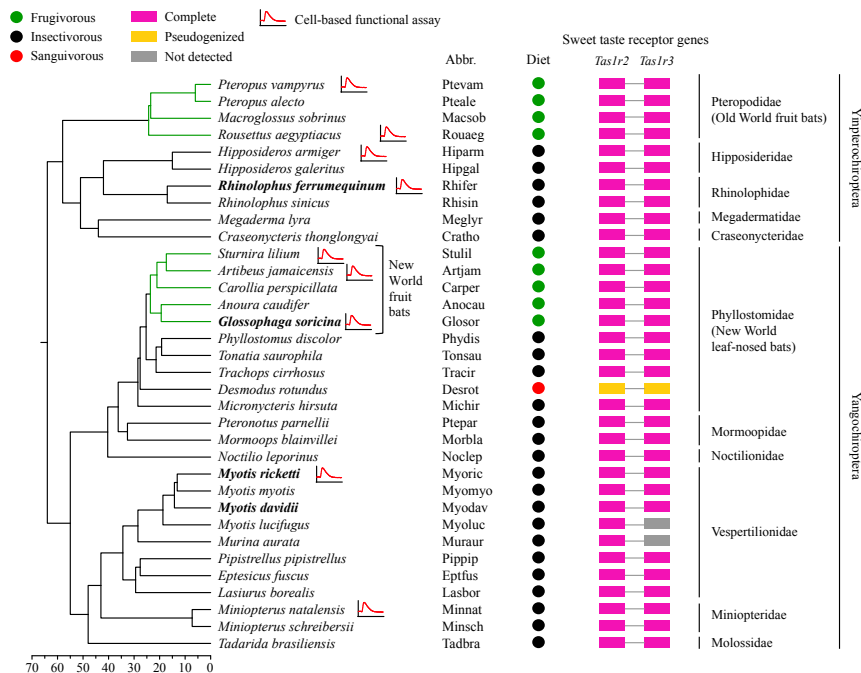 Frugivorous
Insectivorous
Sanguivorous
Complete
Pseudogenized
Not detected
Cell-based functional assay
Sweet taste receptor genes
Abbr. Diet Tas1r2 Tas1r3
Pteropus vampyrus Ptevam
Pteropus alecto Pteale
Macroglossus sobrinus Macsob
Rousettus aegyptiacus Rouaeg
Hipposideros armiger Hiparm
Hipposideros galeritus Hipgal
Rhinolophus ferrumequinum Rhifer
Rhinolophus sinicus Rhisin
Megaderma lyra Meglyr
Craseonycteris thonglongyai Cratho
Sturnira lilium Stulil
Artibeus jamaicensis Artjam
Carollia perspicillata Carper
Anoura caudifer Anocau
Glossophaga soricina Glosor
Phyllostomus discolor Phydis
Tonatia saurophila Tonsau
Trachops cirrhosus Tracir
Desmodus rotundus Desrot
Micronycteris hirsuta Michir
Pteronotus parnellii Ptepar
Mormoops blainvillei Morbla
Noctilio leporinus Noclep
Myotis ricketti Myoric
Myotis myotis Myomyo
Myotis davidii Myodav
Myotis lucifugus Myoluc
Murina aurata Muraur
Pipistrellus pipistrellus Pippip
Eptesicus fuscus Eptfus
Lasiurus borealis Lasbor
Miniopterus natalensis Minnat
Miniopterus schreibersii Minsch
Tadarida brasiliensis Tadbra
New
World
fruit
bats
Pteropodidae
(Old World fruit bats)
Hipposideridae
Rhinolophidae
Megadermatidae
Craseonycteridae
Phyllostomidae
(New World
leaf-nosed bats)
Mormoopidae
Noctilionidae
Vespertilionidae
Miniopteridae
Molossidae
Yinpterochiroptera
Yangochiroptera
70 60 50 40 30 20 10 0